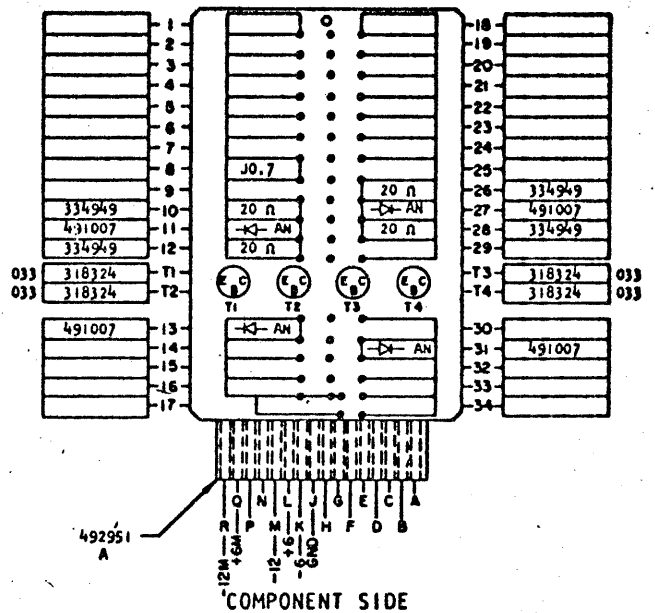 1 18
2 19
3 20
4 21
5 22
6 23
7 24
8 J0.7 25
9 20 Ω 26 334949
334949 10 20 Ω AN 27 491007
491007 11 AN 20 Ω 28 334949
334949 12 20 Ω 29
033 318324 T1 E B C E B C E B C E B C T3 318324 033
033 318324 T2 T1 T2 T3 T4 T4 318324 033
491007 13 AN 30
14 AN 31 491007
15 32
16 33
17 34
R Q P N M L K J H G F E D C B A
-12M +6M -12 +6 -6 GND
492951
A
COMPONENT SIDE